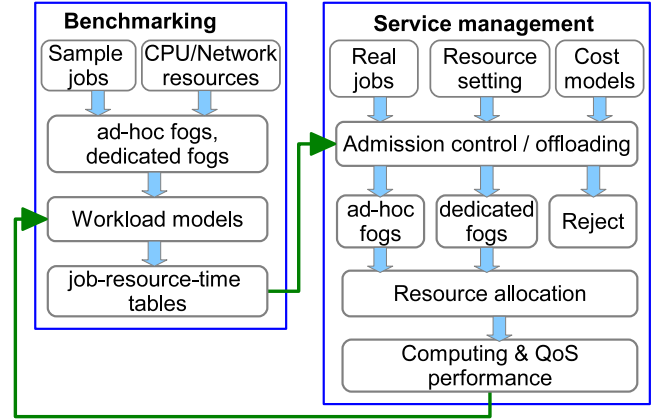 Benchmarking
Sample
jobs
CPU/Network
resources
ad-hoc fogs,
dedicated fogs
Workload models
job-resource-time
tables
Service management
Real
jobs
Resource
setting
Cost
models
Admission control / offloading
ad-hoc
fogs
dedicated
fogs
Reject
Resource allocation
Computing & QoS
performance